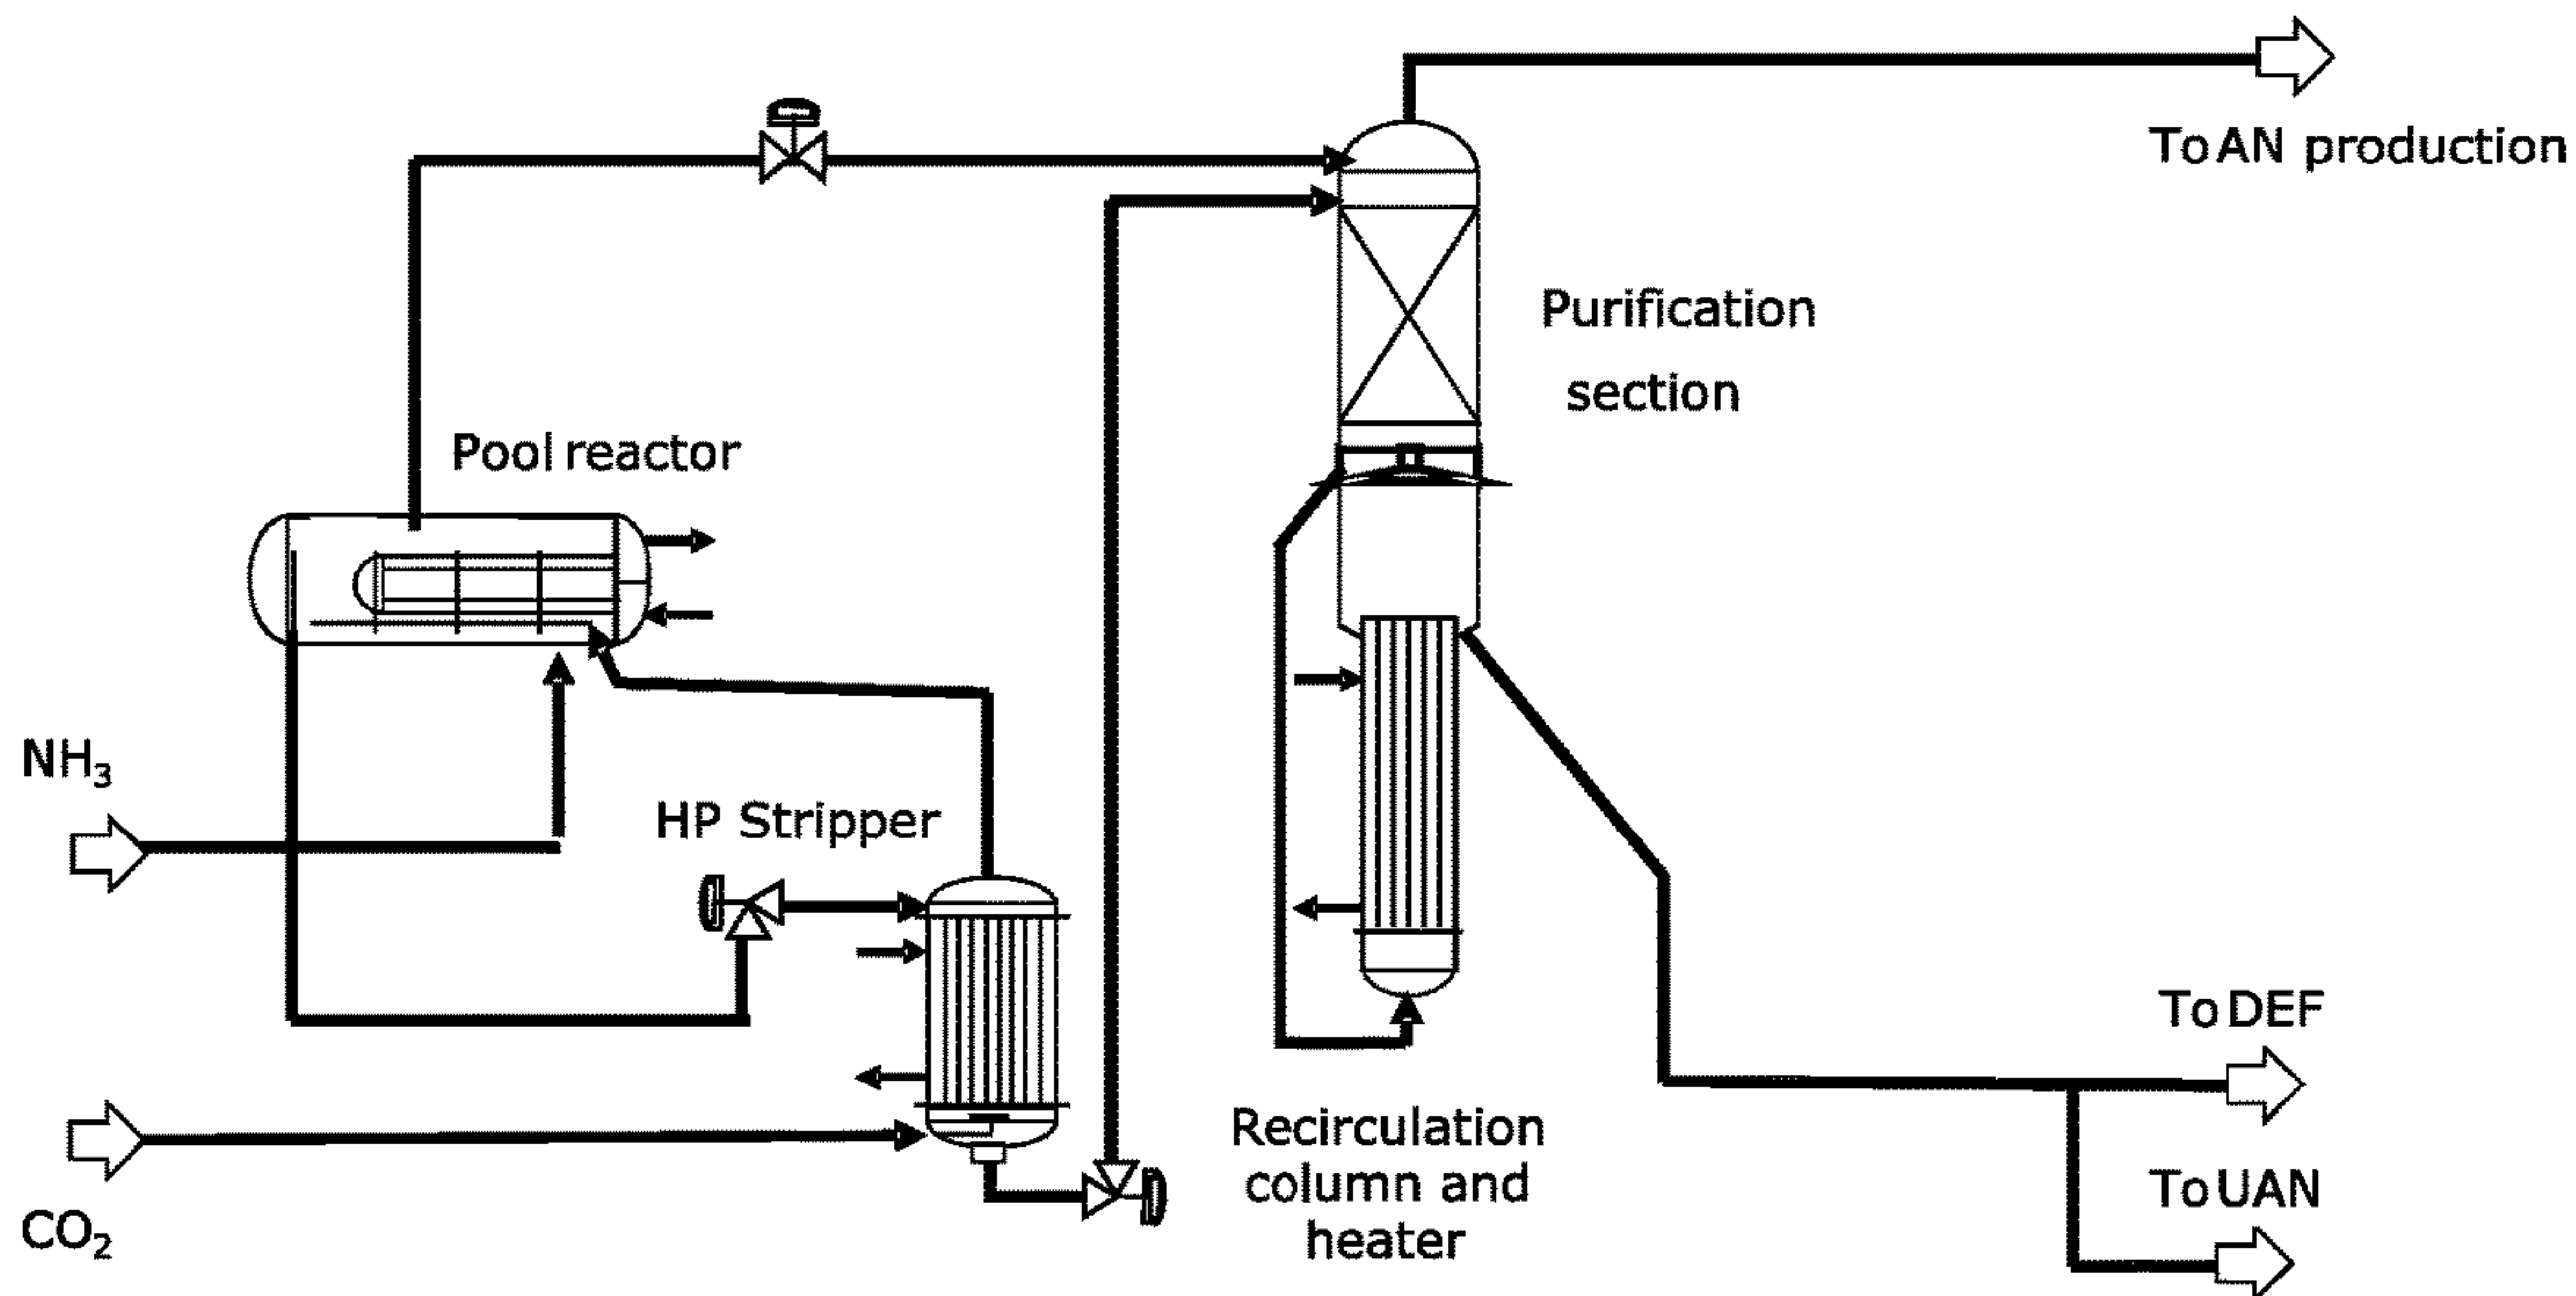 To AN production
Purification
section
Pool reactor
NH₃
HP Stripper
To DEF
Recirculation
column and
heater
To UAN
CO₂